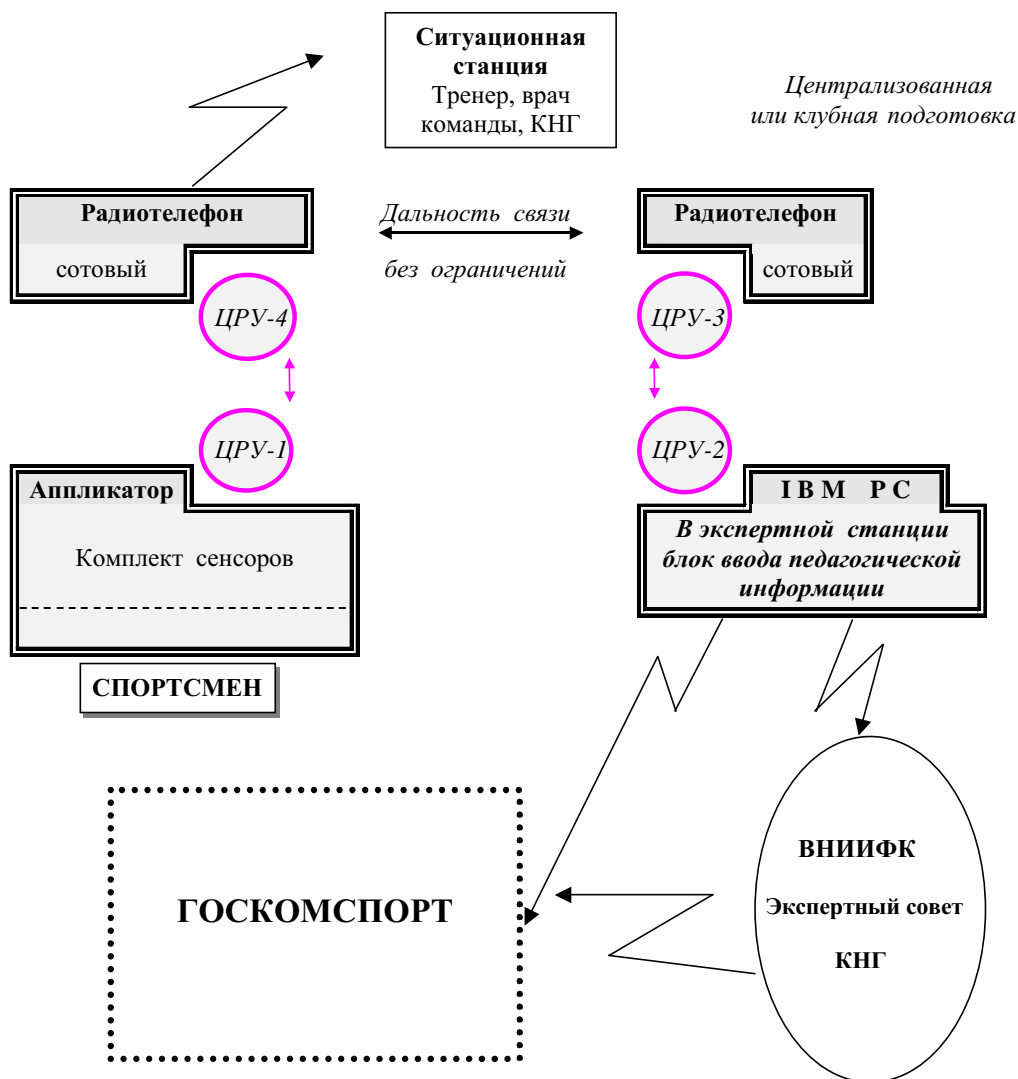 Ситуационная
станция
Тренер, врач
команды, КНГ
Централизованная
или клубная подготовка
Радиотелефон
сотовый
Дальность связи
без ограничений
Радиотелефон
сотовый
ЦРУ-4
ЦРУ-3
ЦРУ-1
ЦРУ-2
Аппликатор
Комплект сенсоров
I B M P C
В экспертной станции
блок ввода педагогической
информации
СПОРТСМЕН
ГОСКОМСПОРТ
ВНИИФК
Экспертный совет
КНГ